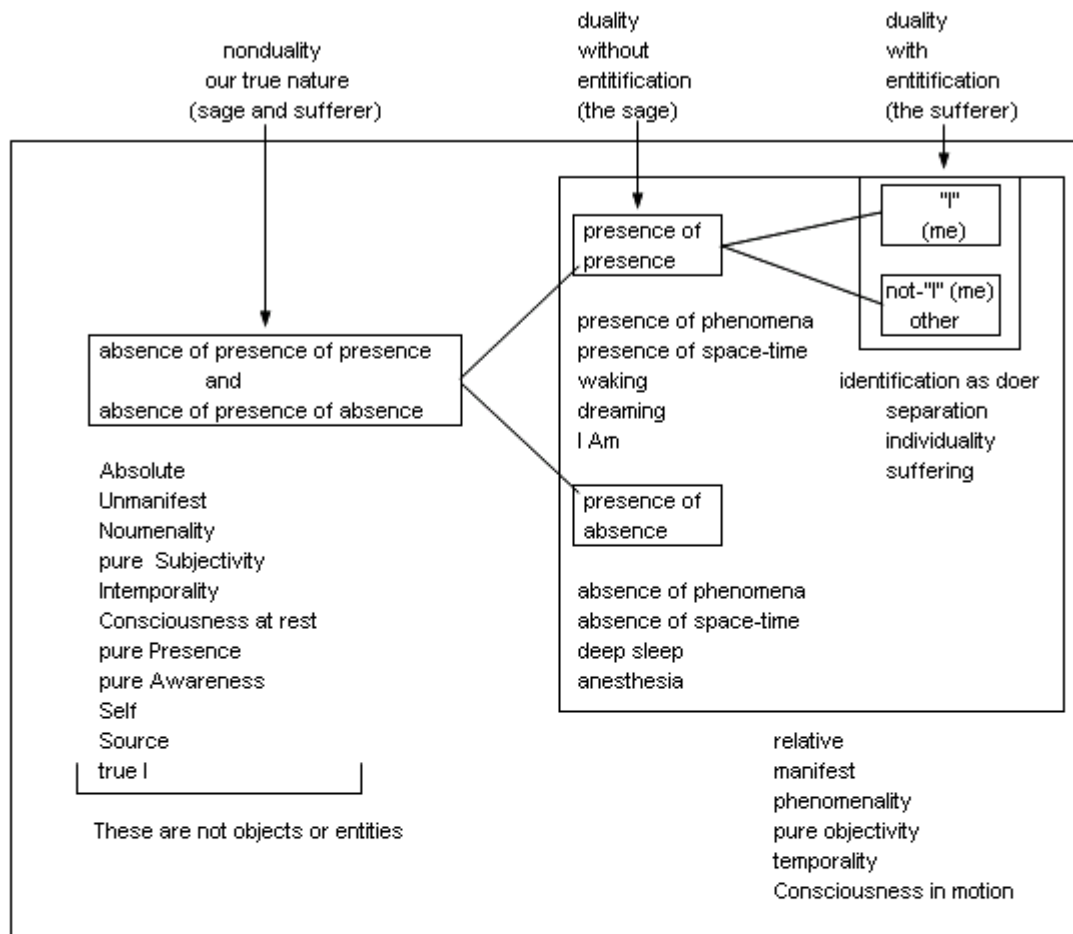 nonduality
our true nature
(sage and sufferer)
duality
without
entitification
(the sage)
duality
with
entitification
(the sufferer)
absence of presence of presence
and
absence of presence of absence
Absolute
Unmanifest
Noumenality
pure Subjectivity
Intemporality
Consciousness at rest
pure Presence
pure Awareness
Self
Source
true I
These are not objects or entities
presence of
presence
presence of phenomena
presence of space-time
waking
dreaming
I Am
presence of
absence
absence of phenomena
absence of space-time
deep sleep
anesthesia
"I"
(me)
not-"I" (me)
other
identification as doer
separation
individuality
suffering
relative
manifest
phenomenality
pure objectivity
temporality
Consciousness in motion